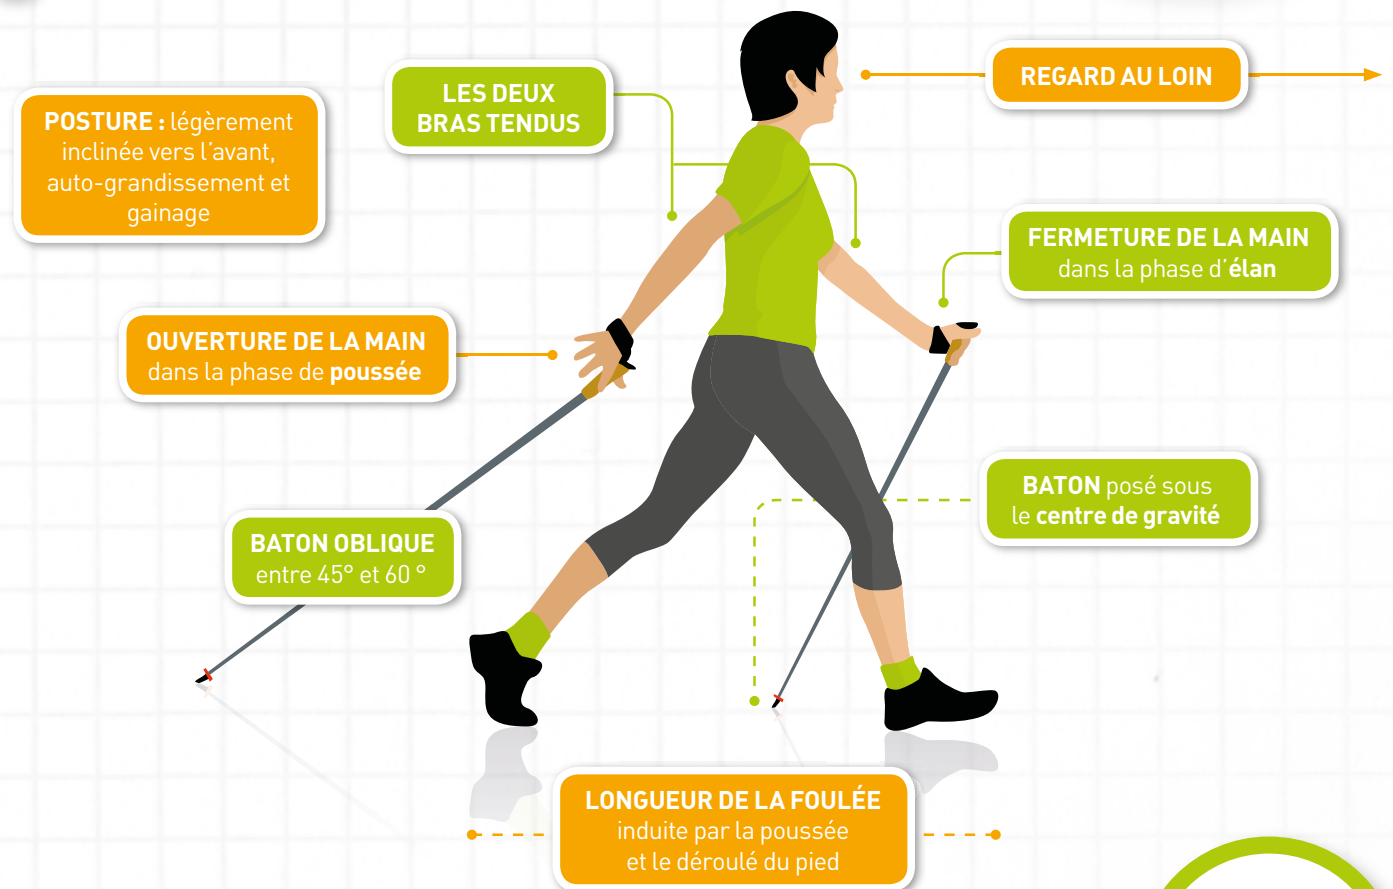 REGARD AU LOIN
LES DEUX
BRAS TENDUS
POSTURE : légèrement
inclinée vers l'avant,
auto-grandissement et
gainage
FERMETURE DE LA MAIN
dans la phase d'élan
OUVERTURE DE LA MAIN
dans la phase de poussée
BATON posé sous
le centre de gravité
BATON OBLIQUE
entre 45° et 60 °
LONGUEUR DE LA FOULÉE
induite par la poussée
et le déroulé du pied